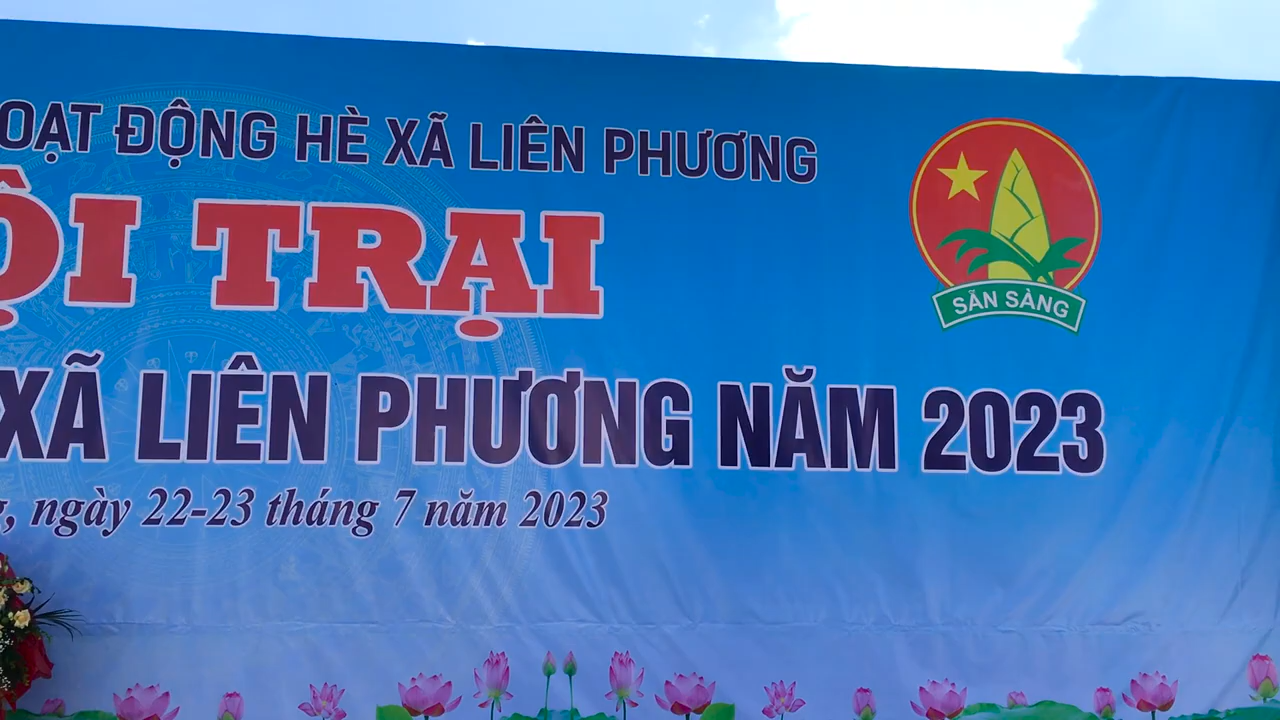 OẠT ĐỘNG HÈ XÃ LIÊN PHƯƠNG
ỘI TRẠI
SẴN SÀNG
XÃ LIÊN PHƯƠNG NĂM 2023
g, ngày 22-23 tháng 7 năm 2023